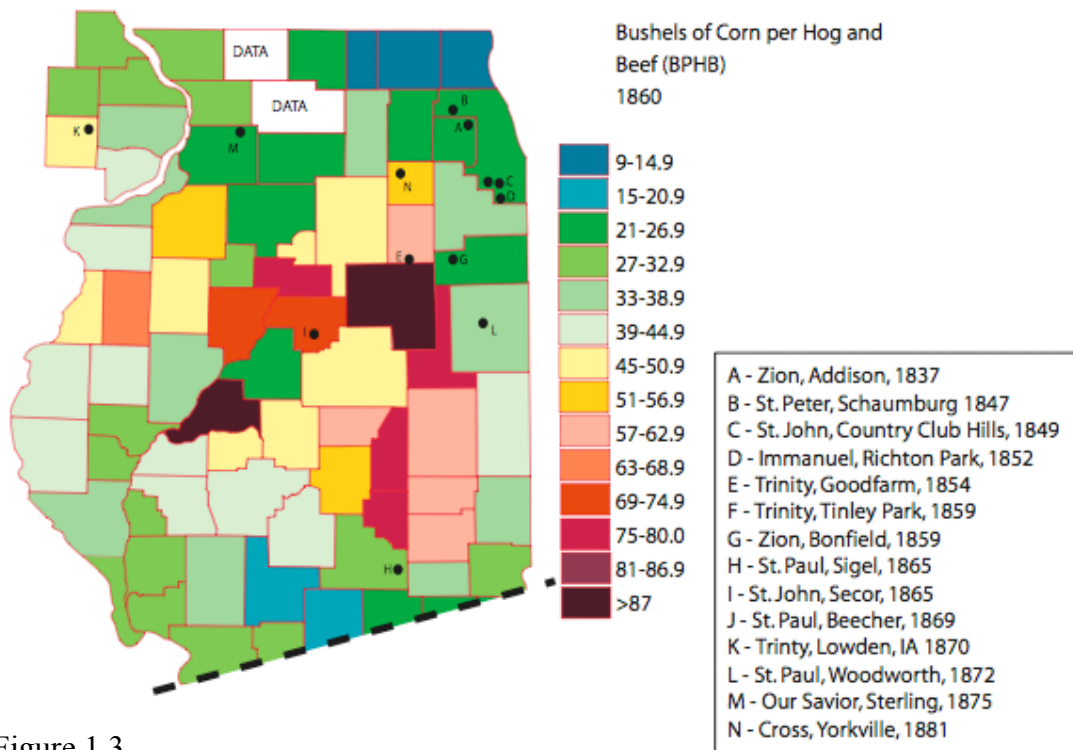 Bushels of Corn per Hog and
Beef (BPHB)
1860
DATA
DATA
B
A
K
M
N
C
D
E
G
L
I
H
9-14.9
15-20.9
21-26.9
27-32.9
33-38.9
39-44.9
45-50.9
51-56.9
57-62.9
63-68.9
69-74.9
75-80.0
81-86.9
>87
A - Zion, Addison, 1837
B - St. Peter, Schaumburg 1847
C - St. John, Country Club Hills, 1849
D - Immanuel, Richton Park, 1852
E - Trinity, Goodfarm, 1854
F - Trinity, Tinley Park, 1859
G - Zion, Bonfield, 1859
H - St. Paul, Sigel, 1865
I - St. John, Secor, 1865
J - St. Paul, Beecher, 1869
K - Trinty, Lowden, IA 1870
L - St. Paul, Woodworth, 1872
M - Our Savior, Sterling, 1875
N - Cross, Yorkville, 1881
Figure 1.3